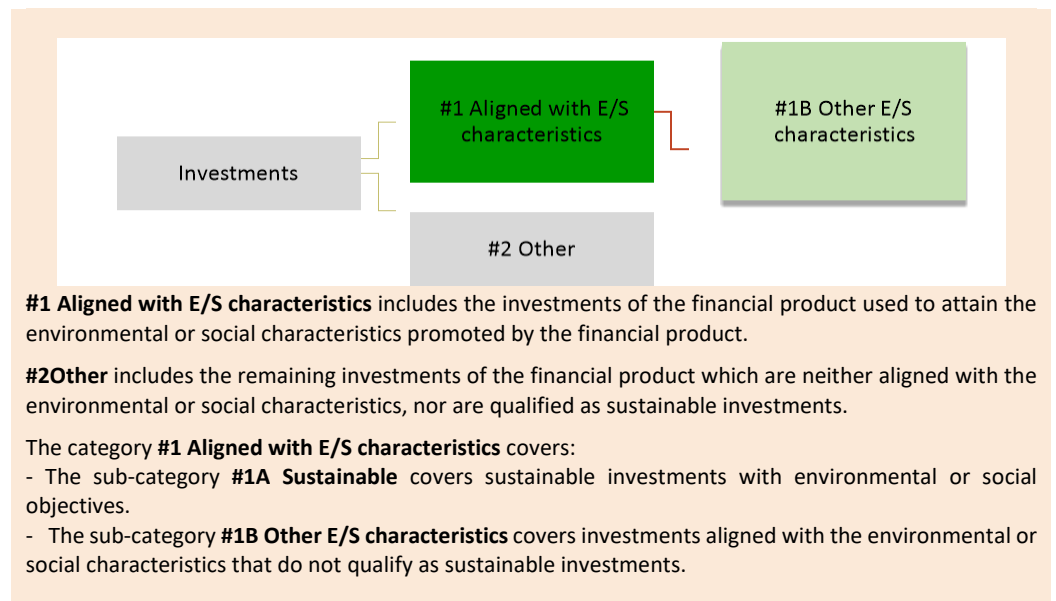 #1 Aligned with E/S
characteristics
#1B Other E/S
characteristics
Investments
#2 Other
#1 Aligned with E/S characteristics includes the investments of the financial product used to attain the
environmental or social characteristics promoted by the financial product.
#2Other includes the remaining investments of the financial product which are neither aligned with the
environmental or social characteristics, nor are qualified as sustainable investments.
The category #1 Aligned with E/S characteristics covers:
- The sub-category #1A Sustainable covers sustainable investments with environmental or social
objectives.
- The sub-category #1B Other E/S characteristics covers investments aligned with the environmental or
social characteristics that do not qualify as sustainable investments.